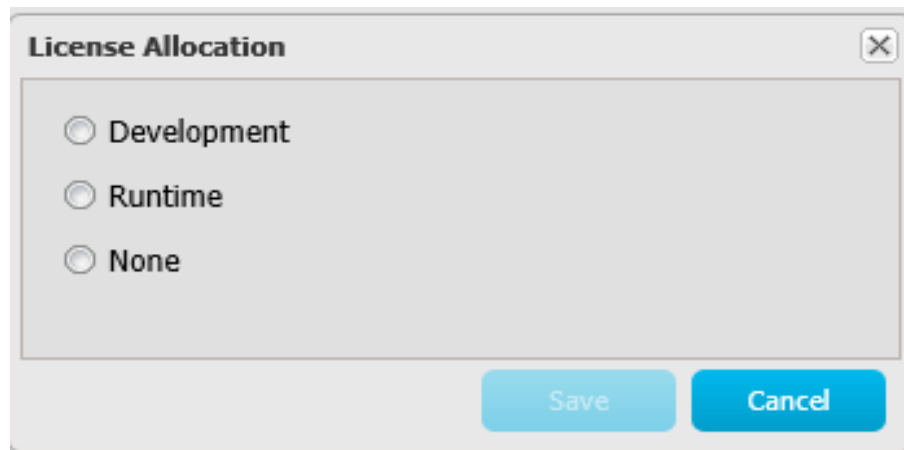 License Allocation
Development
Runtime
None
Save
Cancel